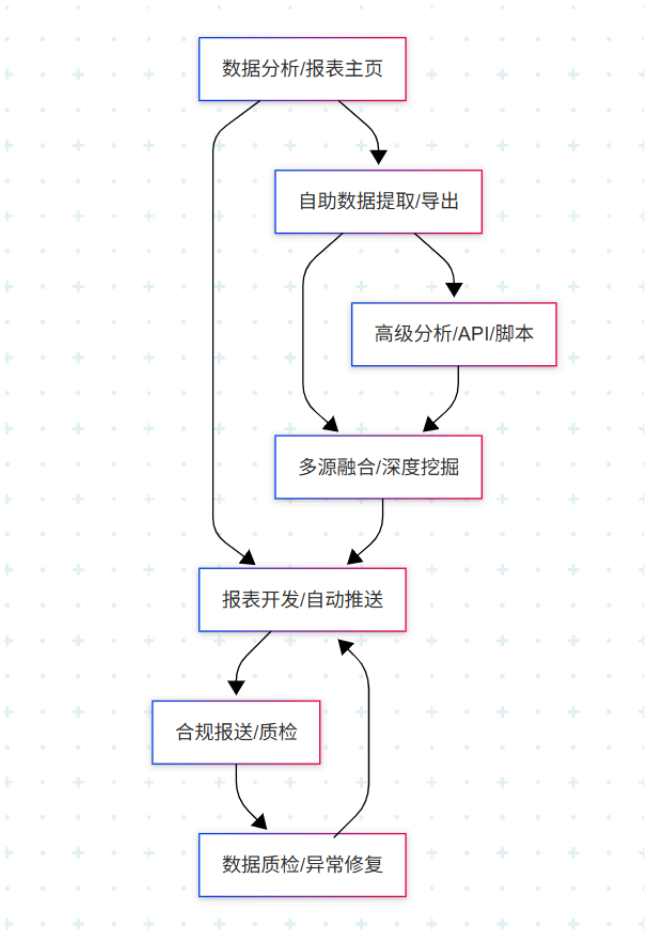 数据分析/报表主页
自助数据提取/导出
高级分析/API/脚本
多源融合/深度挖掘
报表开发/自动推送
合规报送/质检
数据质检/异常修复